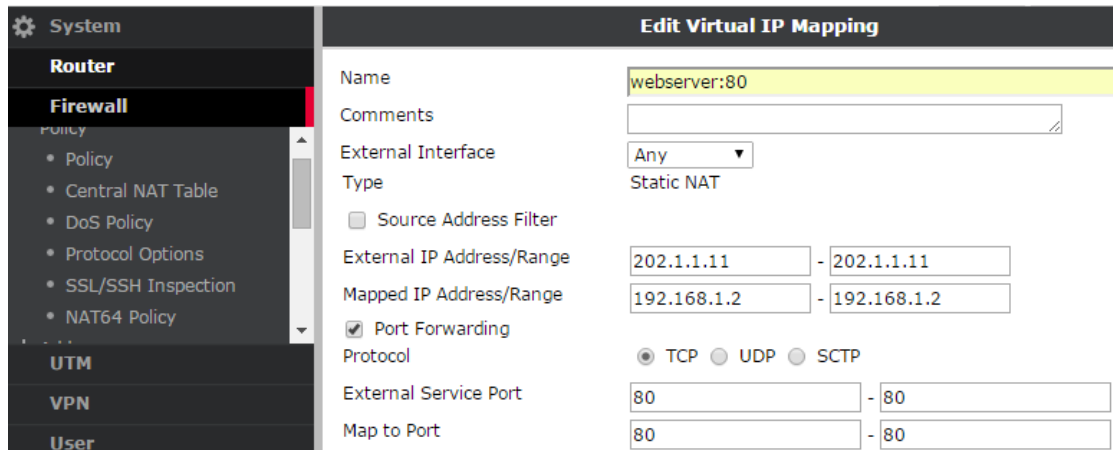 System
Router
Firewall
Policy
Policy
Central NAT Table
DoS Policy
Protocol Options
SSL/SSH Inspection
NAT64 Policy
UTM
VPN
User
Edit Virtual IP Mapping
Name webserver:80
Comments
External Interface Any
Type Static NAT
Source Address Filter
External IP Address/Range 202.1.1.11 - 202.1.1.11
Mapped IP Address/Range 192.168.1.2 - 192.168.1.2
Port Forwarding
Protocol TCP UDP SCTP
External Service Port 80 - 80
Map to Port 80 - 80